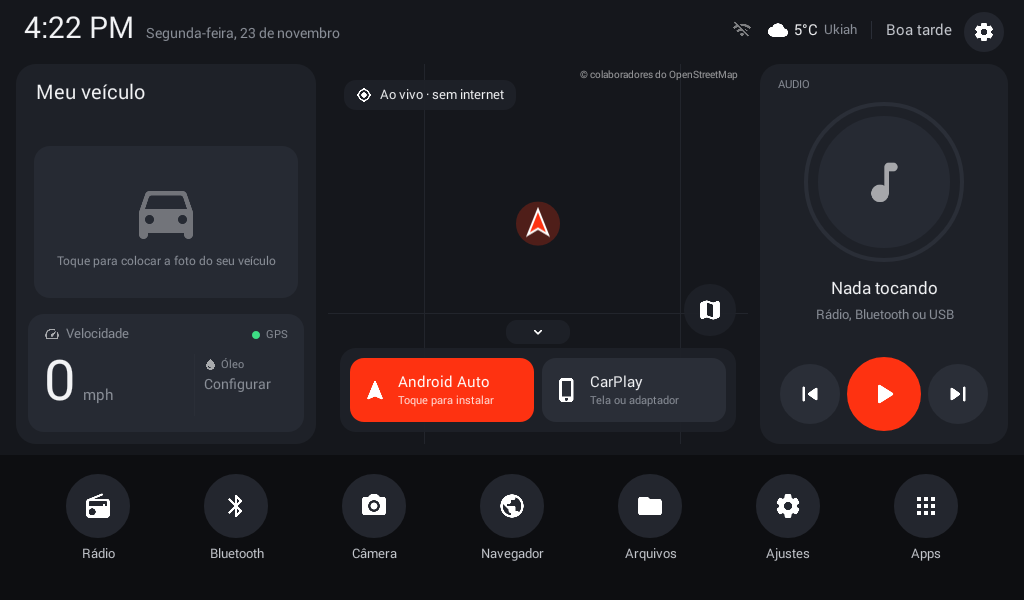 4:22 PM
Segunda-feira, 23 de novembro
5°C
Ukiah
Boa tarde
Meu veículo
Toque para colocar a foto do seu veículo
Velocidade
GPS
0
mph
Óleo
Configurar
© colaboradores do OpenStreetMap
Ao vivo · sem internet
Android Auto
Toque para instalar
CarPlay
Tela ou adaptador
AUDIO
Nada tocando
Rádio, Bluetooth ou USB
Rádio
Bluetooth
Câmera
Navegador
Arquivos
Ajustes
Apps